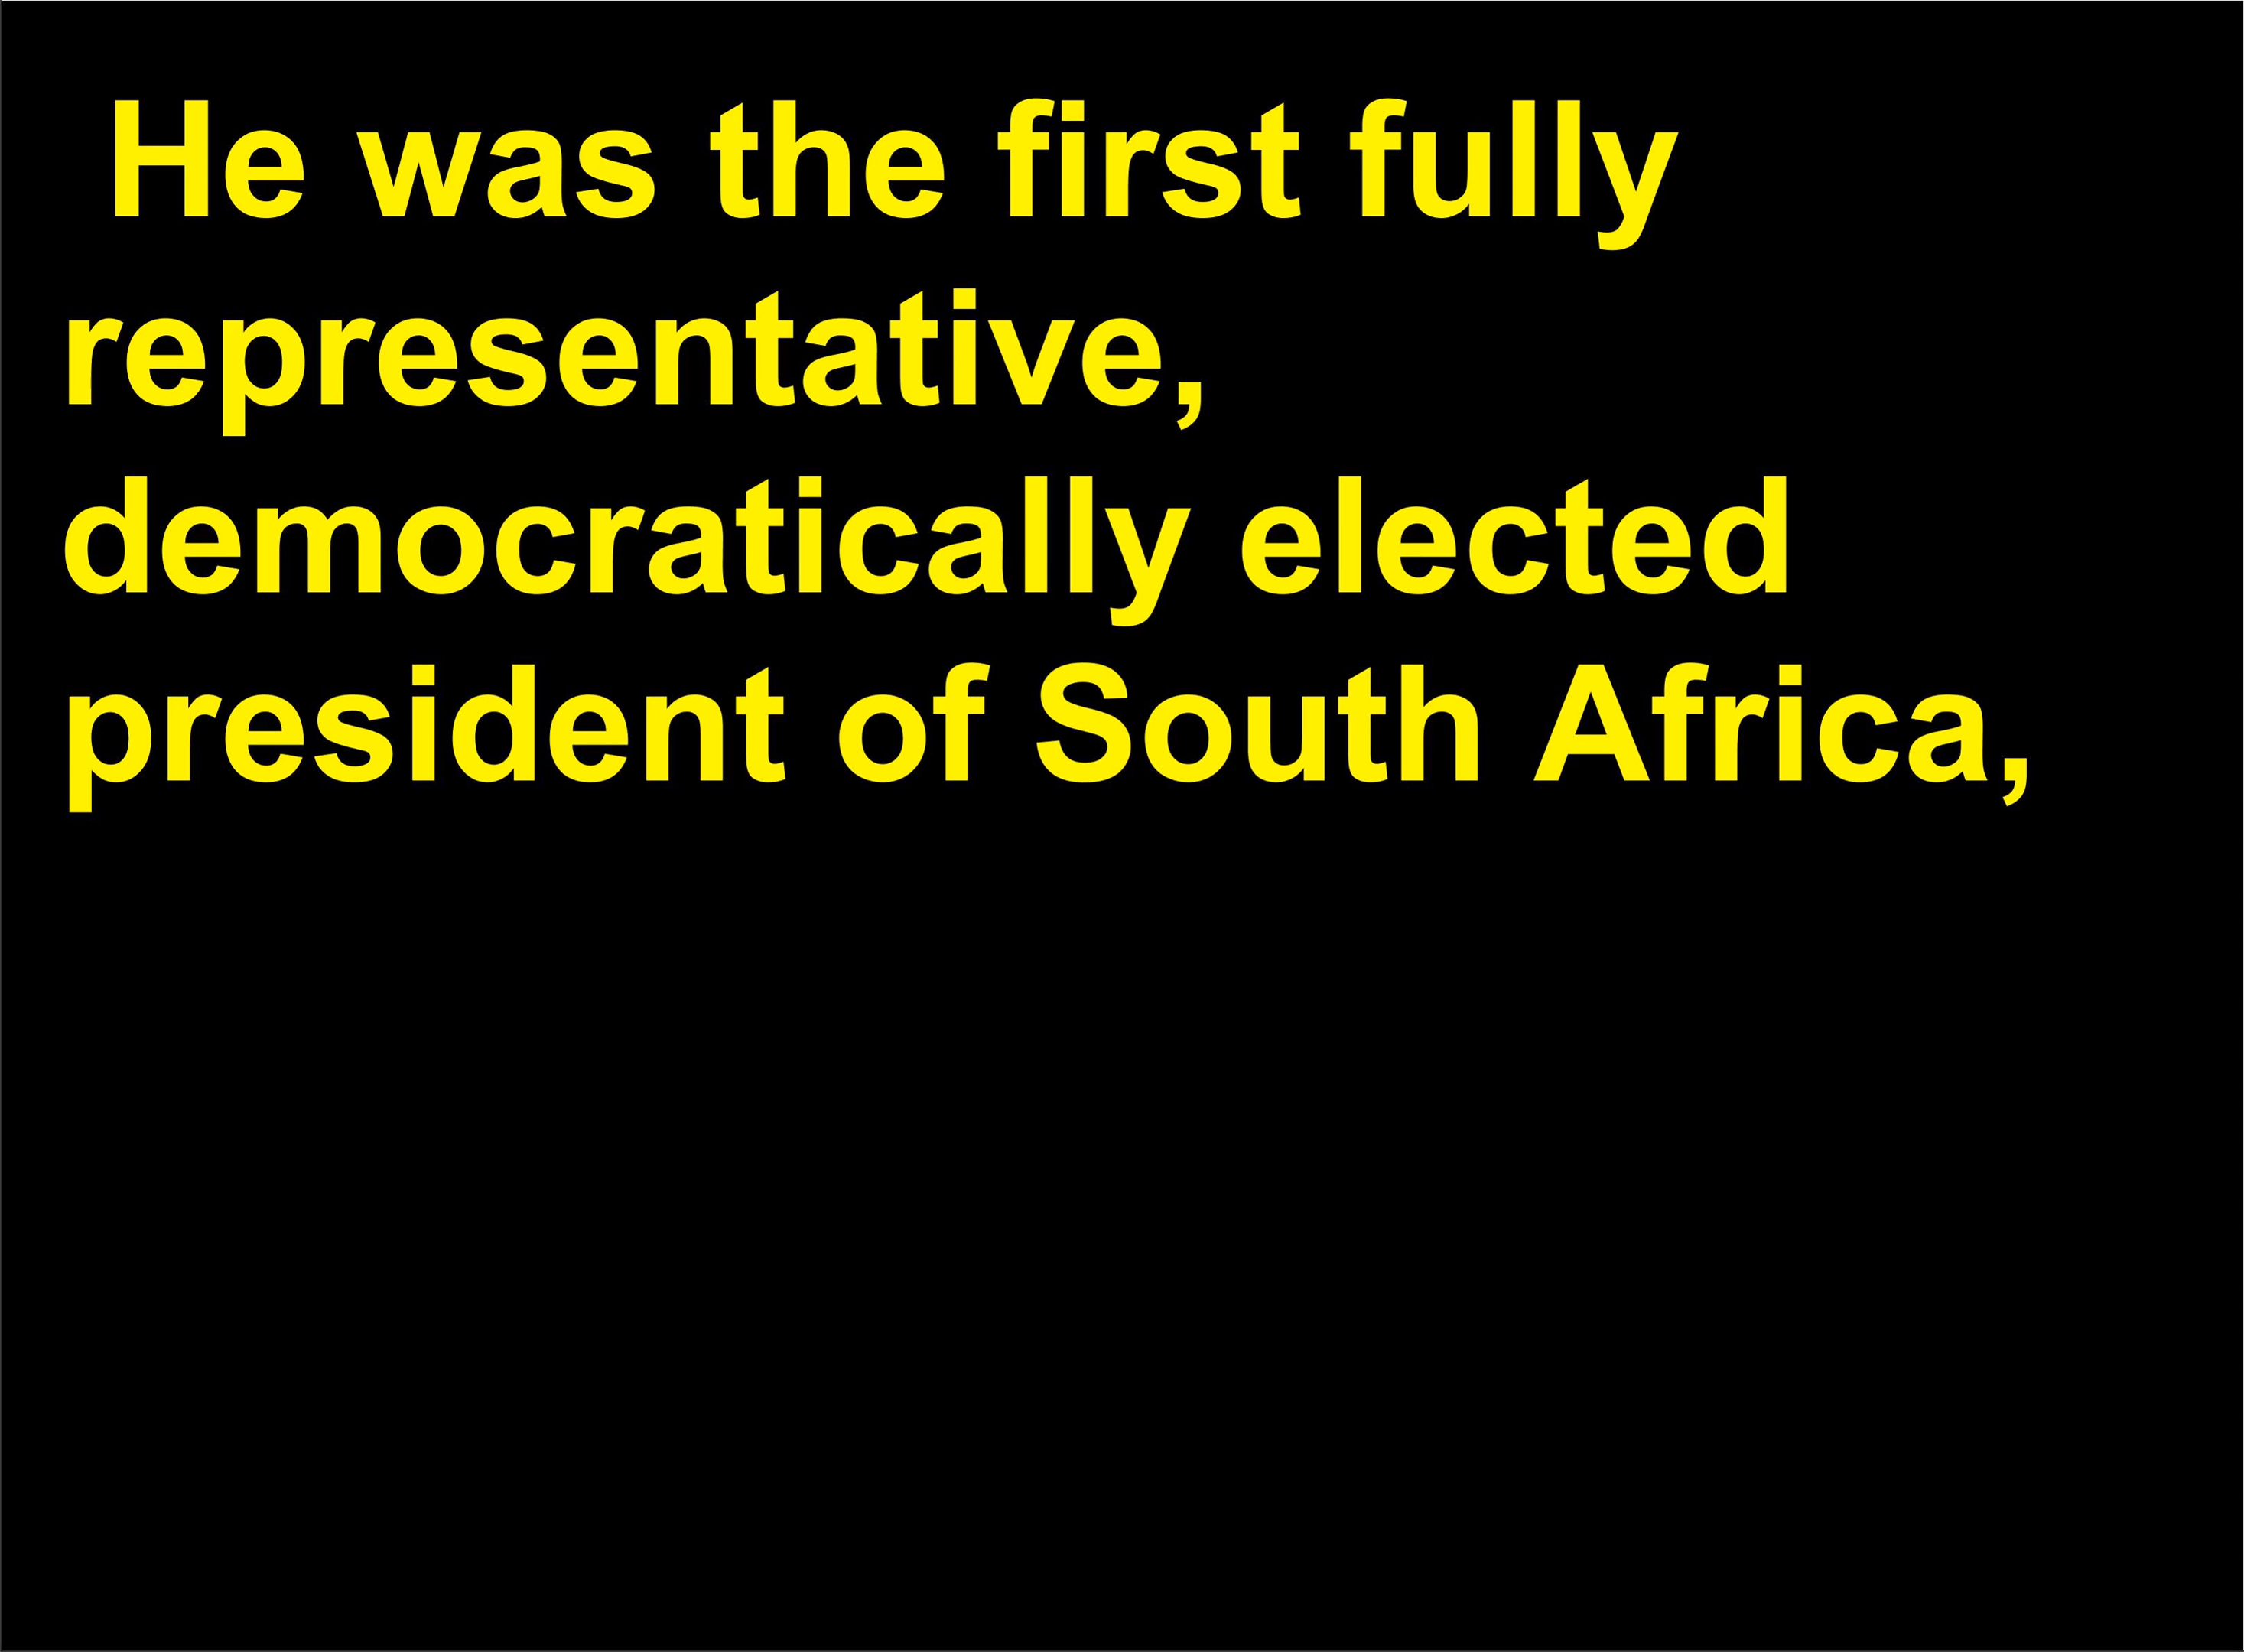 He was the first fully
representative,
democratically elected
president of South Africa,